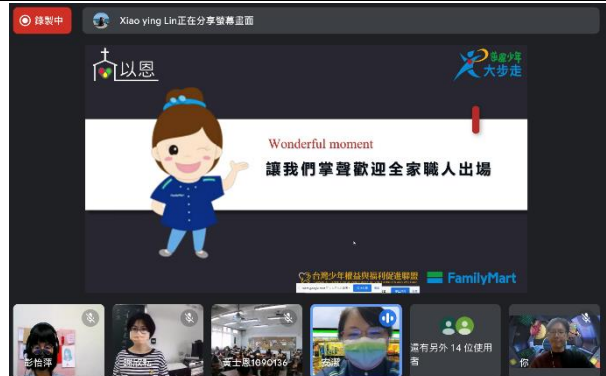 錄製中
Xiao ying Lin正在分享螢幕畫面
以恩
夢庭少年
大步走
Wonderful moment
讓我們掌聲歡迎全家職人出場
台灣少年權益與福利促進聯盟
FamilyMart
彭怡萍
黃士恩1090136
安潔
還有另外 14 位使用
者
你